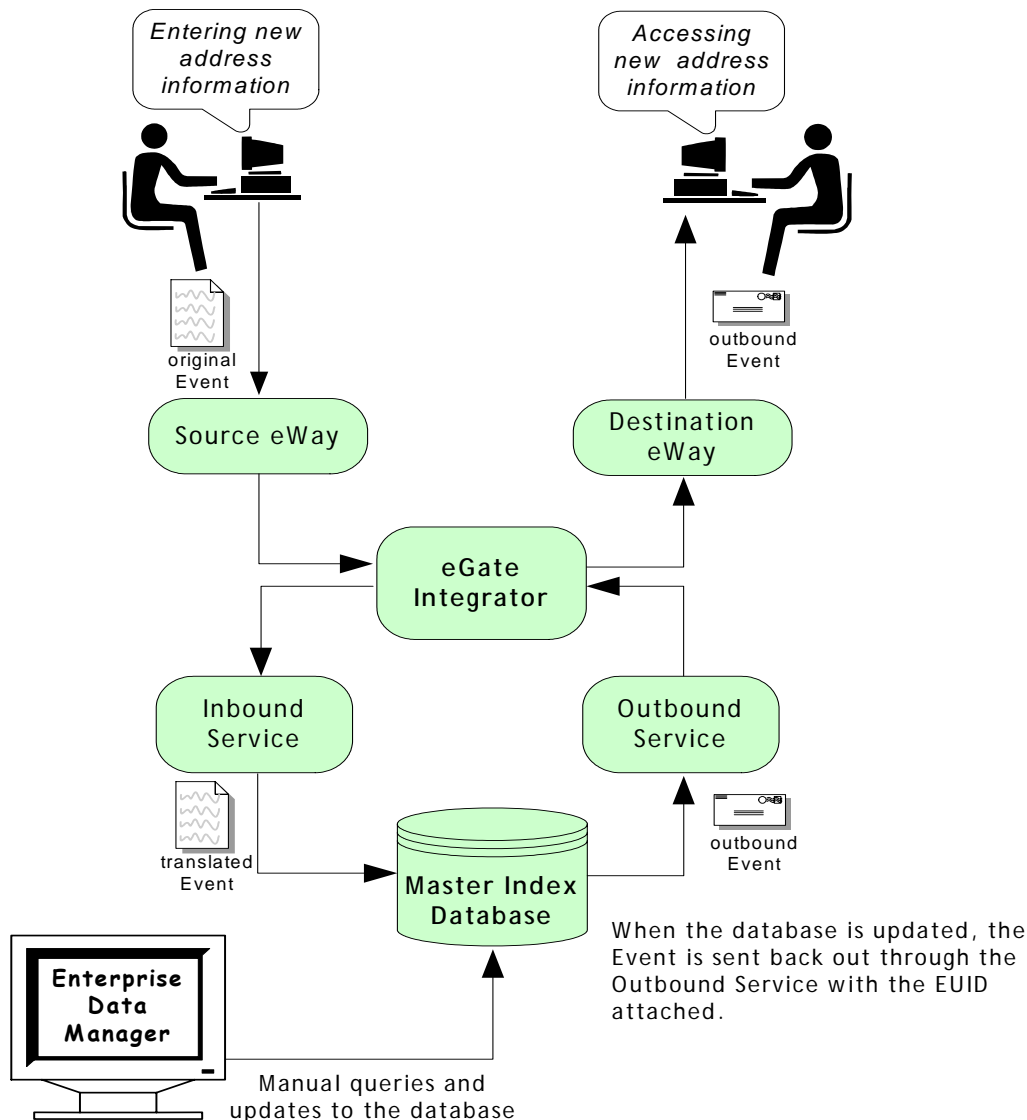 Entering new
address
information
Accessing
new address
information
original
Event
outbound
Event
Source eWay
Destination
eWay
eGate
Integrator
Inbound
Service
Outbound
Service
translated
Event
outbound
Event
Master Index
Database
When the database is updated, the
Event is sent back out through the
Outbound Service with the EUID
attached.
Enterprise
Data
Manager
Manual queries and
updates to the database